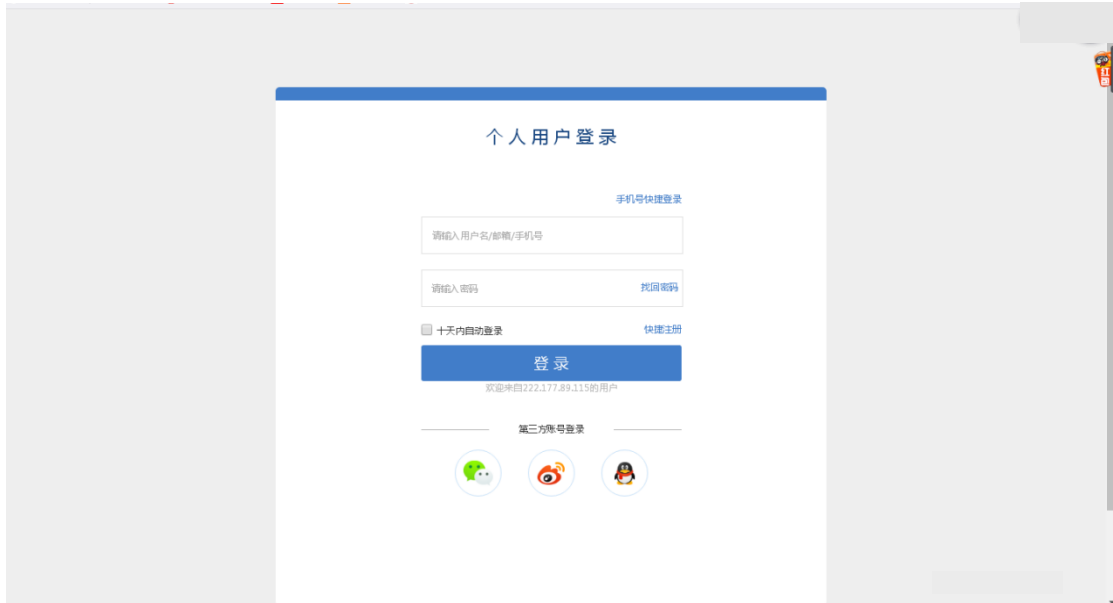 个人用户登录
手机号快捷登录
请输入用户名/邮箱/手机号
请输入密码 找回密码
十天内自动登录 快捷注册
登录
欢迎来自222.177.89.115的用户
第三方账号登录